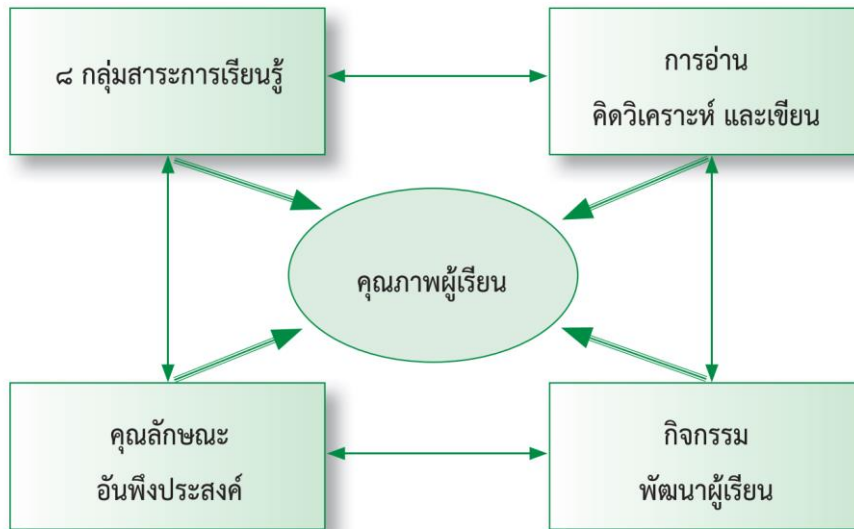 ๘ กลุ่มสาระการเรียนรู้
การอ่าน
คิดวิเคราะห์ และเขียน
คุณภาพผู้เรียน
คุณลักษณะ
อันพึงประสงค์
กิจกรรม
พัฒนาผู้เรียน